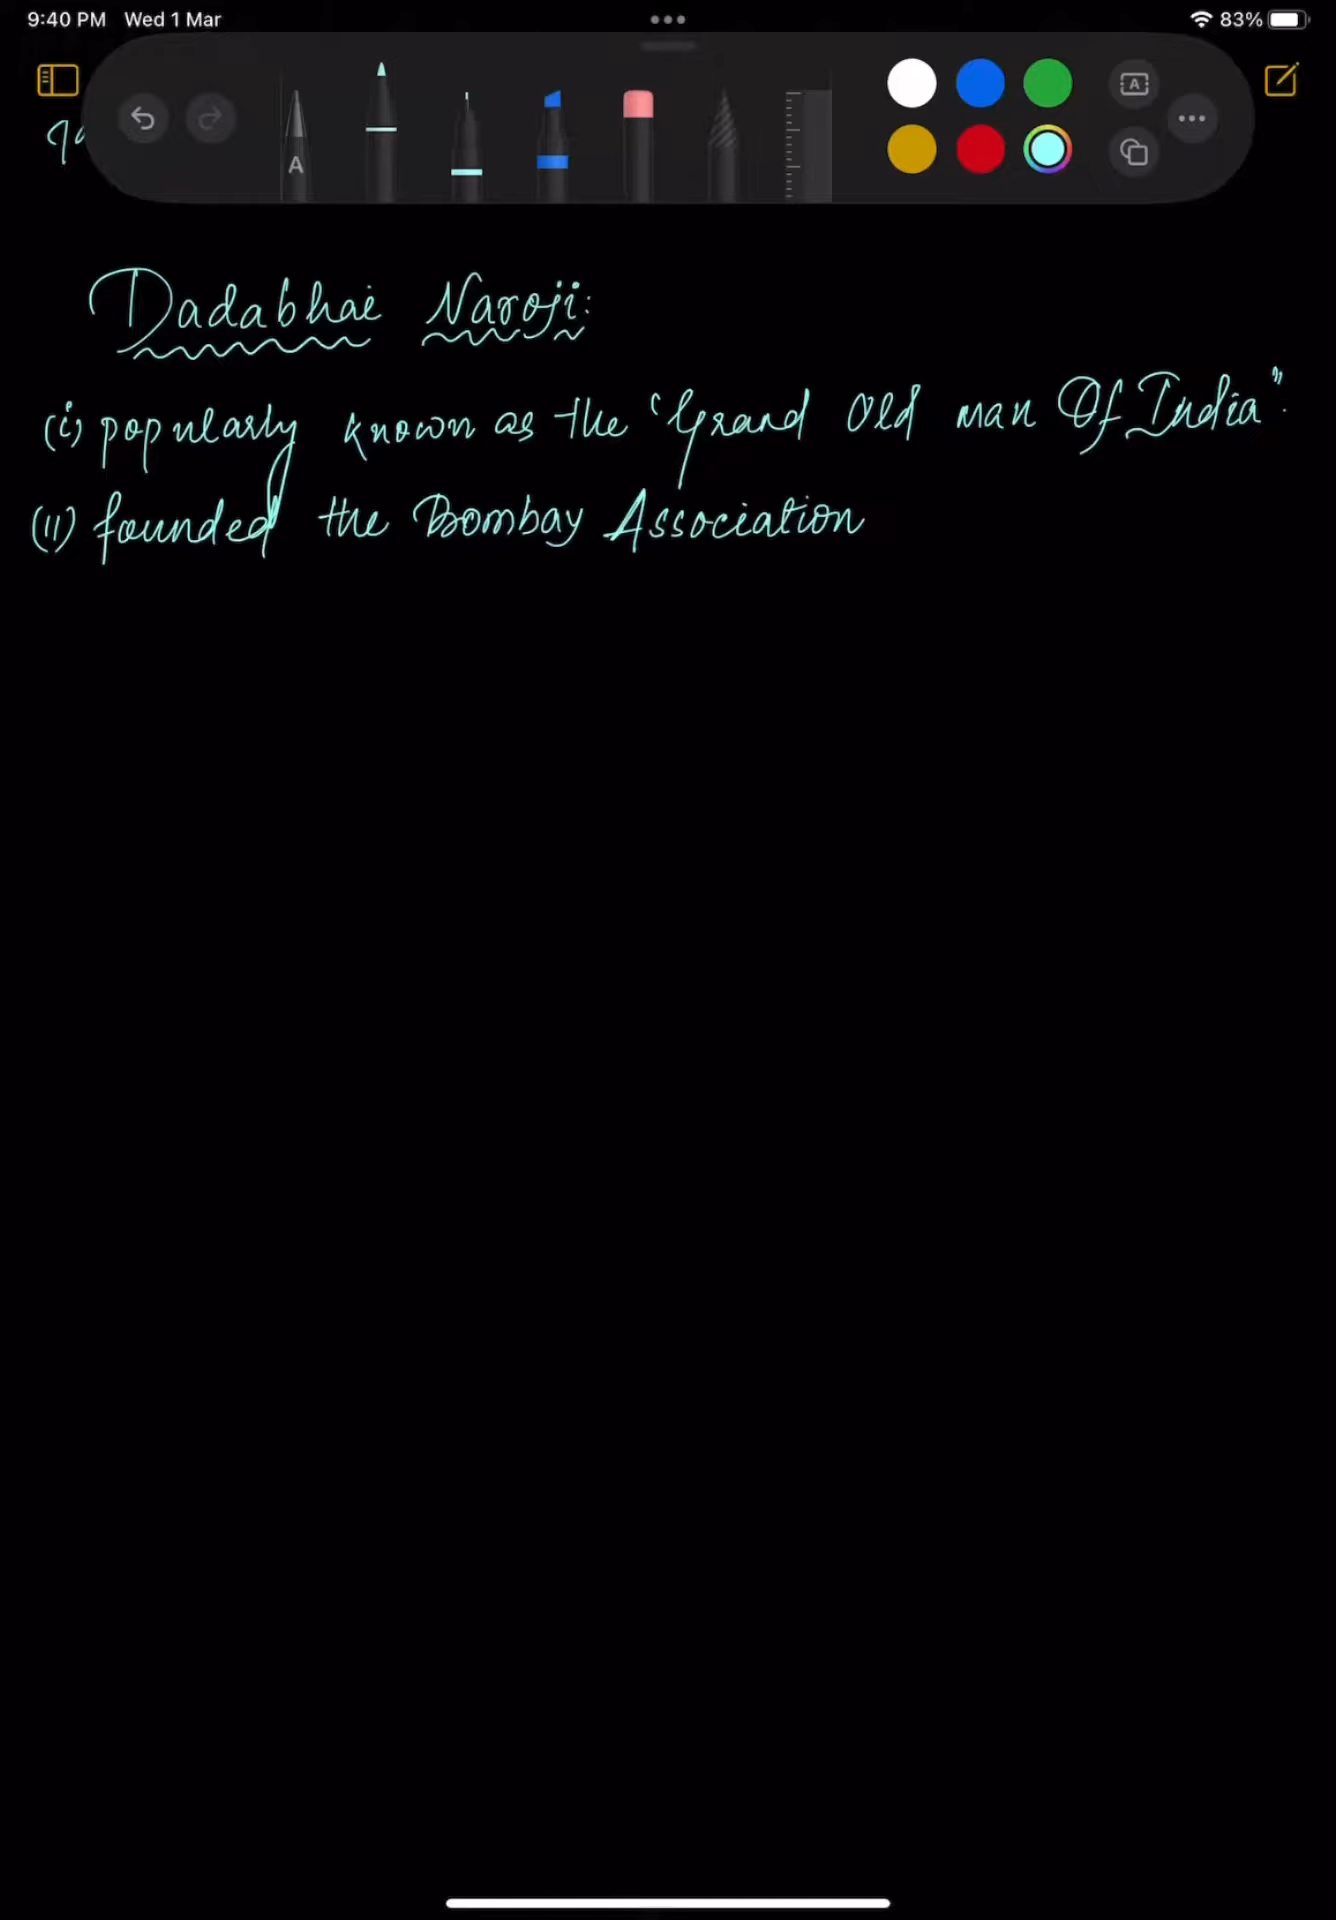 9:40 PM Wed 1 Mar
83%
A
A
Dadabhai Naroji:
(i) popularly known as the "Grand Old man Of India".
(11) founded the Bombay Association